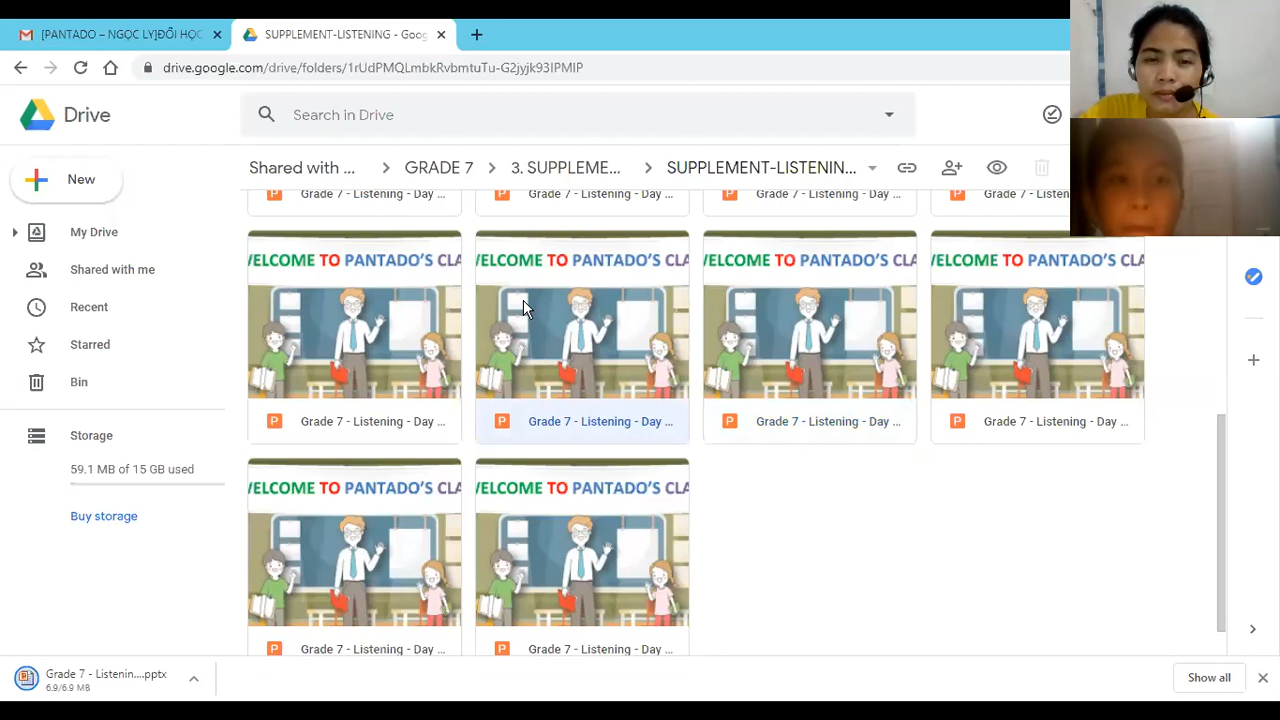 [PANTADO – NGỌC LY]ĐỔI HỌC
SUPPLEMENT-LISTENING - Goog
drive.google.com/drive/folders/1rUdPMQLmbkRvbmtuTu-G2jyjk93IPMIP
Drive
Search in Drive
New
Shared with ... > GRADE 7 > 3. SUPPLEME... > SUPPLEMENT-LISTENIN...
Grade 7 - Listening - Day ... Grade 7 - Listening - Day ... Grade 7 - Listening - Day ... Grade 7 - Listening - Day
My Drive
Shared with me
Recent
Starred
Bin
Storage
59.1 MB of 15 GB used
Buy storage
VELCOME TO PANTADO'S CLA VELCOME TO PANTADO'S CLA VELCOME TO PANTADO'S CLA VELCOME TO PANTADO'S CLA
Grade 7 - Listening - Day ... Grade 7 - Listening - Day ... Grade 7 - Listening - Day ... Grade 7 - Listening - Day ...
VELCOME TO PANTADO'S CLA VELCOME TO PANTADO'S CLA
Grade 7 - Listening - Day ... Grade 7 - Listening - Day ...
Grade 7 - Listenin....pptx
6.9/6.9 MB
Show all